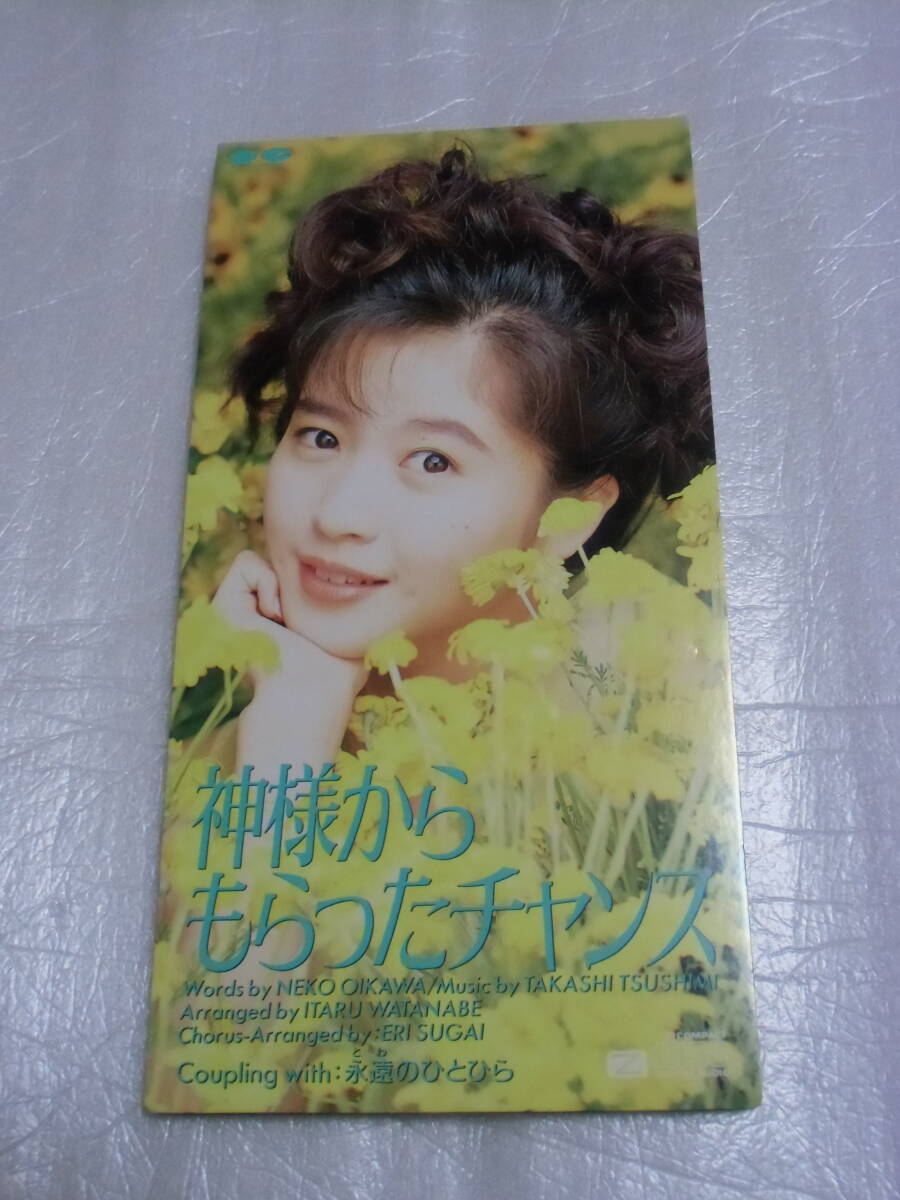 神様から
もらったチャンス
Words by NEKO OIKAWA/Music by TAKASHI TSUSHIMI
Arranged by ITARU WATANABE
Chorus-Arranged by:ERI SUGAI
とわ
Coupling with:永遠のひとひら